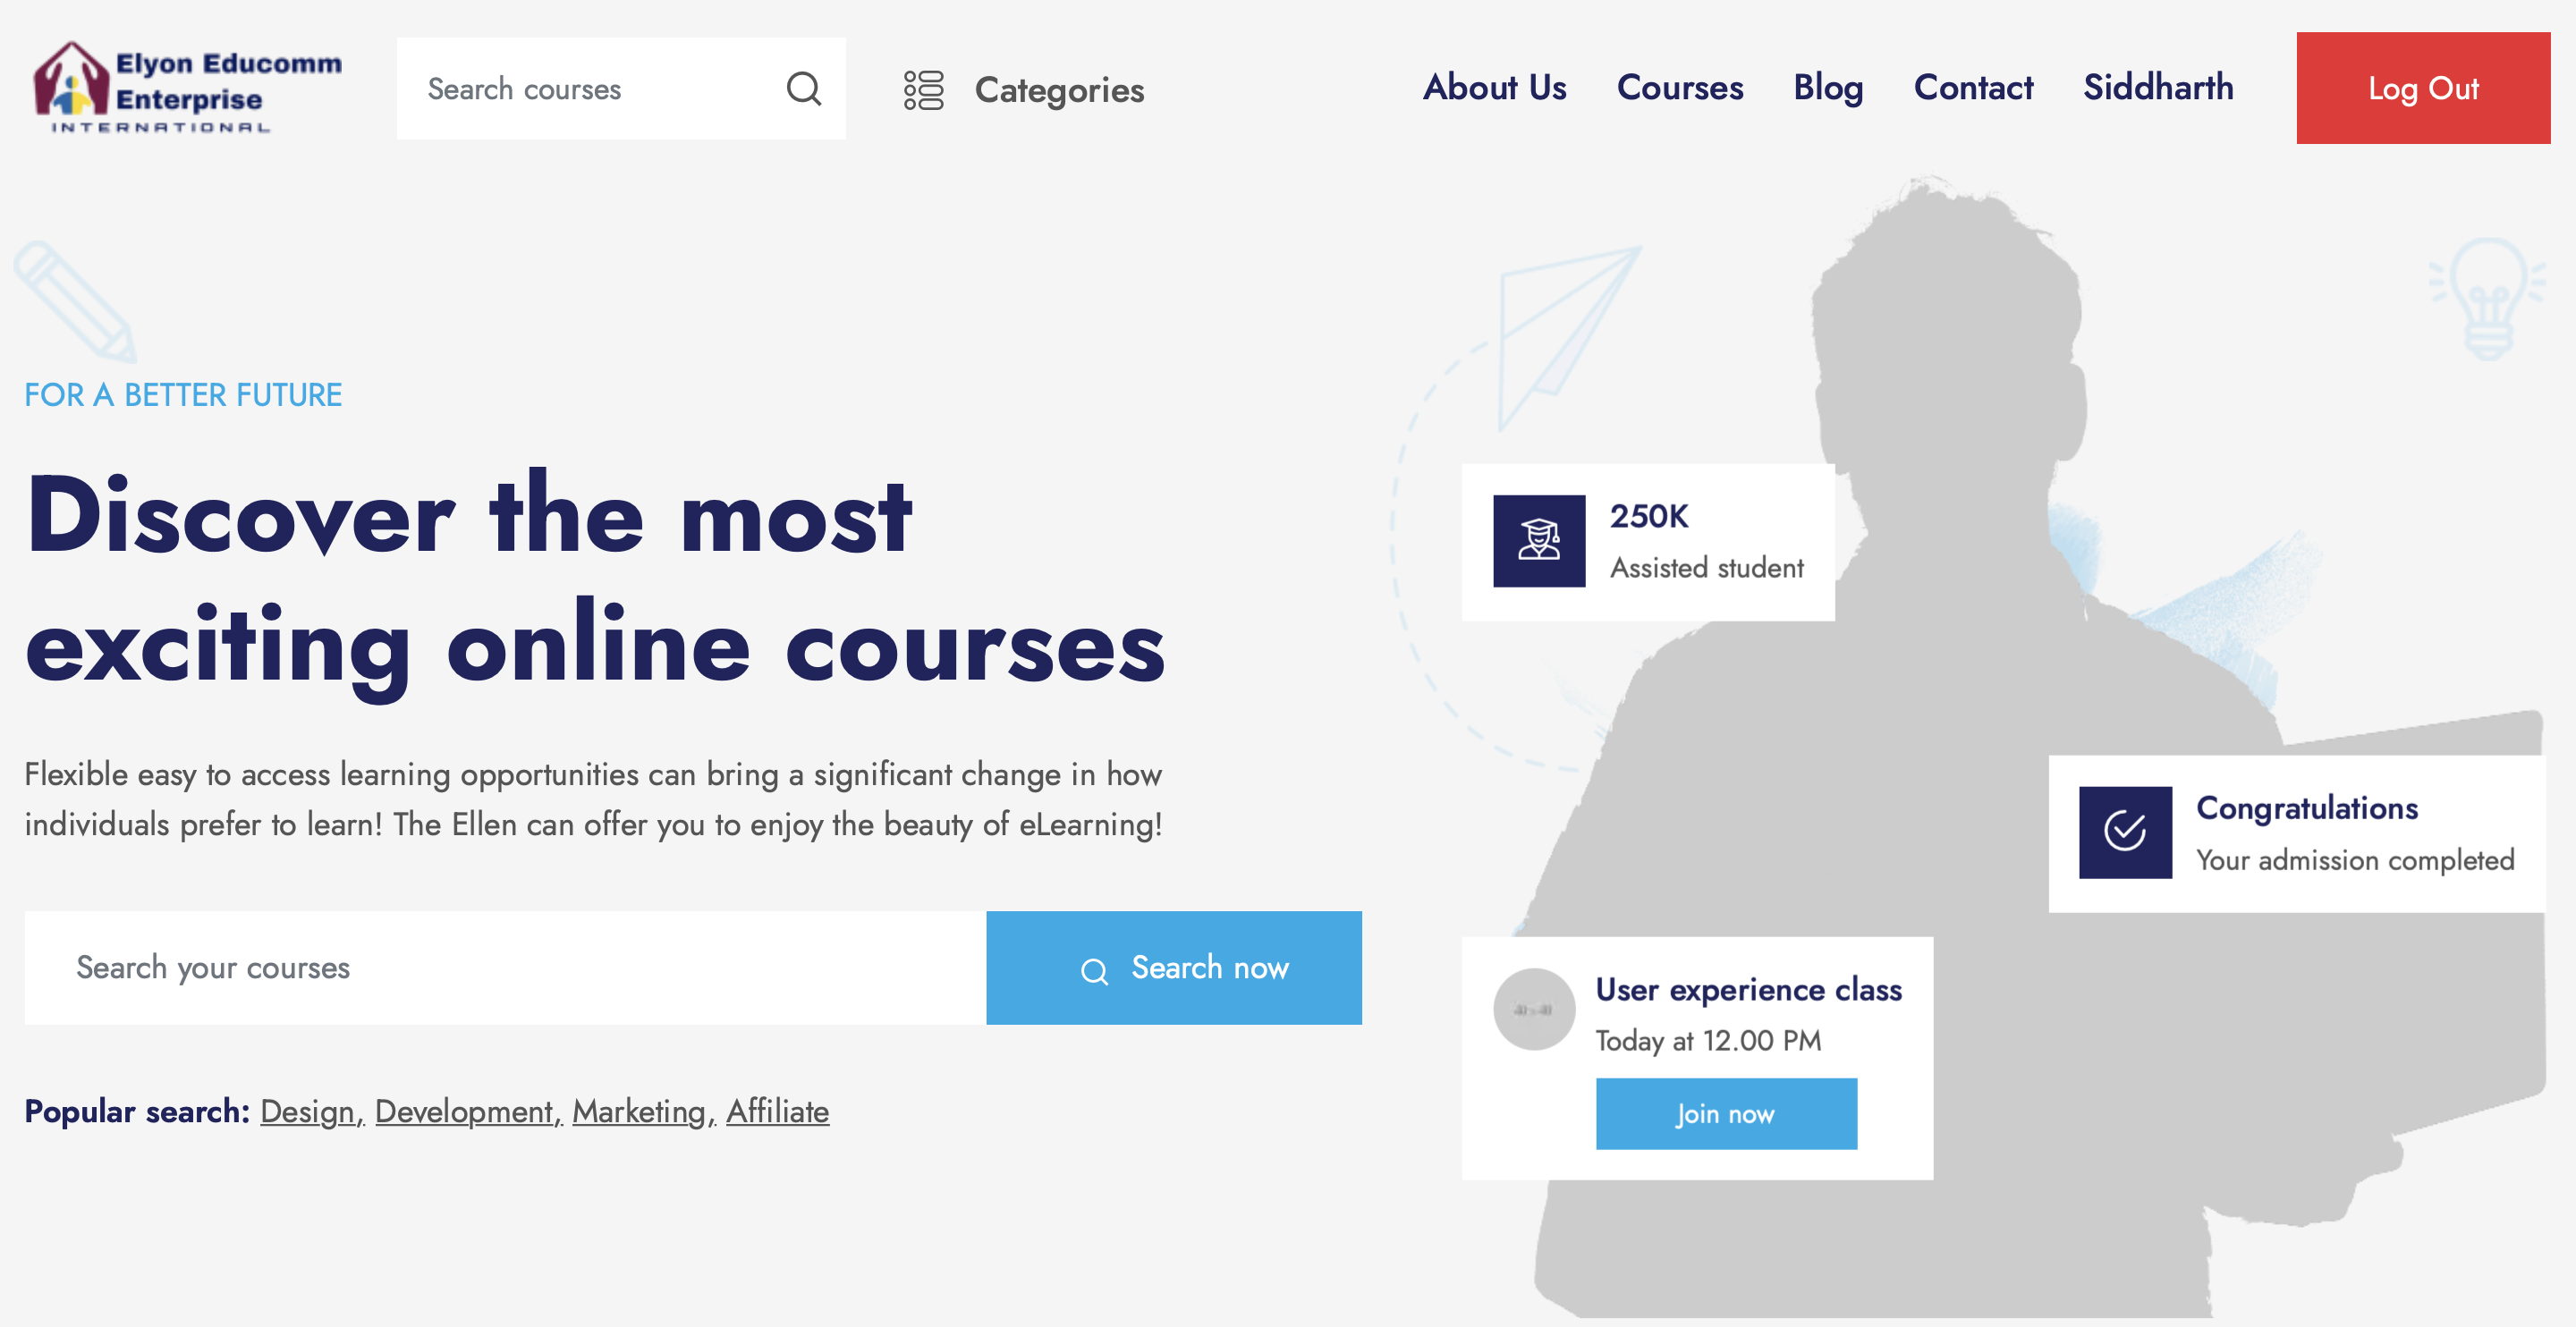 Elyon Educomm
Enterprise
INTERNATIONAL
Search courses
Categories
About Us
Courses
Blog
Contact
Siddharth
Log Out
FOR A BETTER FUTURE
Discover the most
exciting online courses
Flexible easy to access learning opportunities can bring a significant change in how
individuals prefer to learn! The Ellen can offer you to enjoy the beauty of eLearning!
Search your courses
Search now
Popular search: Design, Development, Marketing, Affiliate
250K
Assisted student
Congratulations
Your admission completed
User experience class
Today at 12.00 PM
Join now